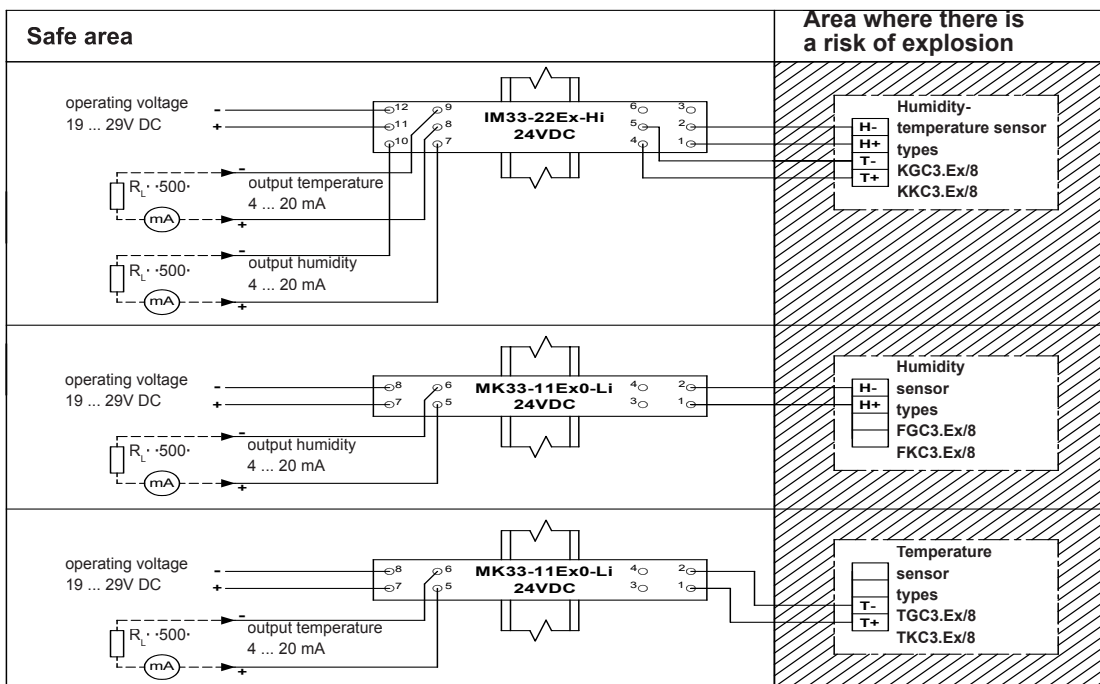 Safe area
Area where there is
a risk of explosion
operating voltage
19 ... 29V DC
-
+
12 9
11 8
10 7
IM33-22Ex-Hi
24VDC
6 3
5 2
4 1
H-
H+
T-
T+
Humidity-
temperature sensor
types
KGC3.Ex/8
KKC3.Ex/8
RL· ·500·
mA
-
+
output temperature
4 ... 20 mA
RL· ·500·
mA
-
+
output humidity
4 ... 20 mA
operating voltage
19 ... 29V DC
-
+
8 6
7 5
MK33-11Ex0-Li
24VDC
4 2
3 1
H-
H+
Humidity
sensor
types
FGC3.Ex/8
FKC3.Ex/8
RL· ·500·
mA
-
+
output humidity
4 ... 20 mA
operating voltage
19 ... 29V DC
-
+
8 6
7 5
MK33-11Ex0-Li
24VDC
4 2
3 1
T-
T+
Temperature
sensor
types
TGC3.Ex/8
TKC3.Ex/8
RL· ·500·
mA
-
+
output temperature
4 ... 20 mA